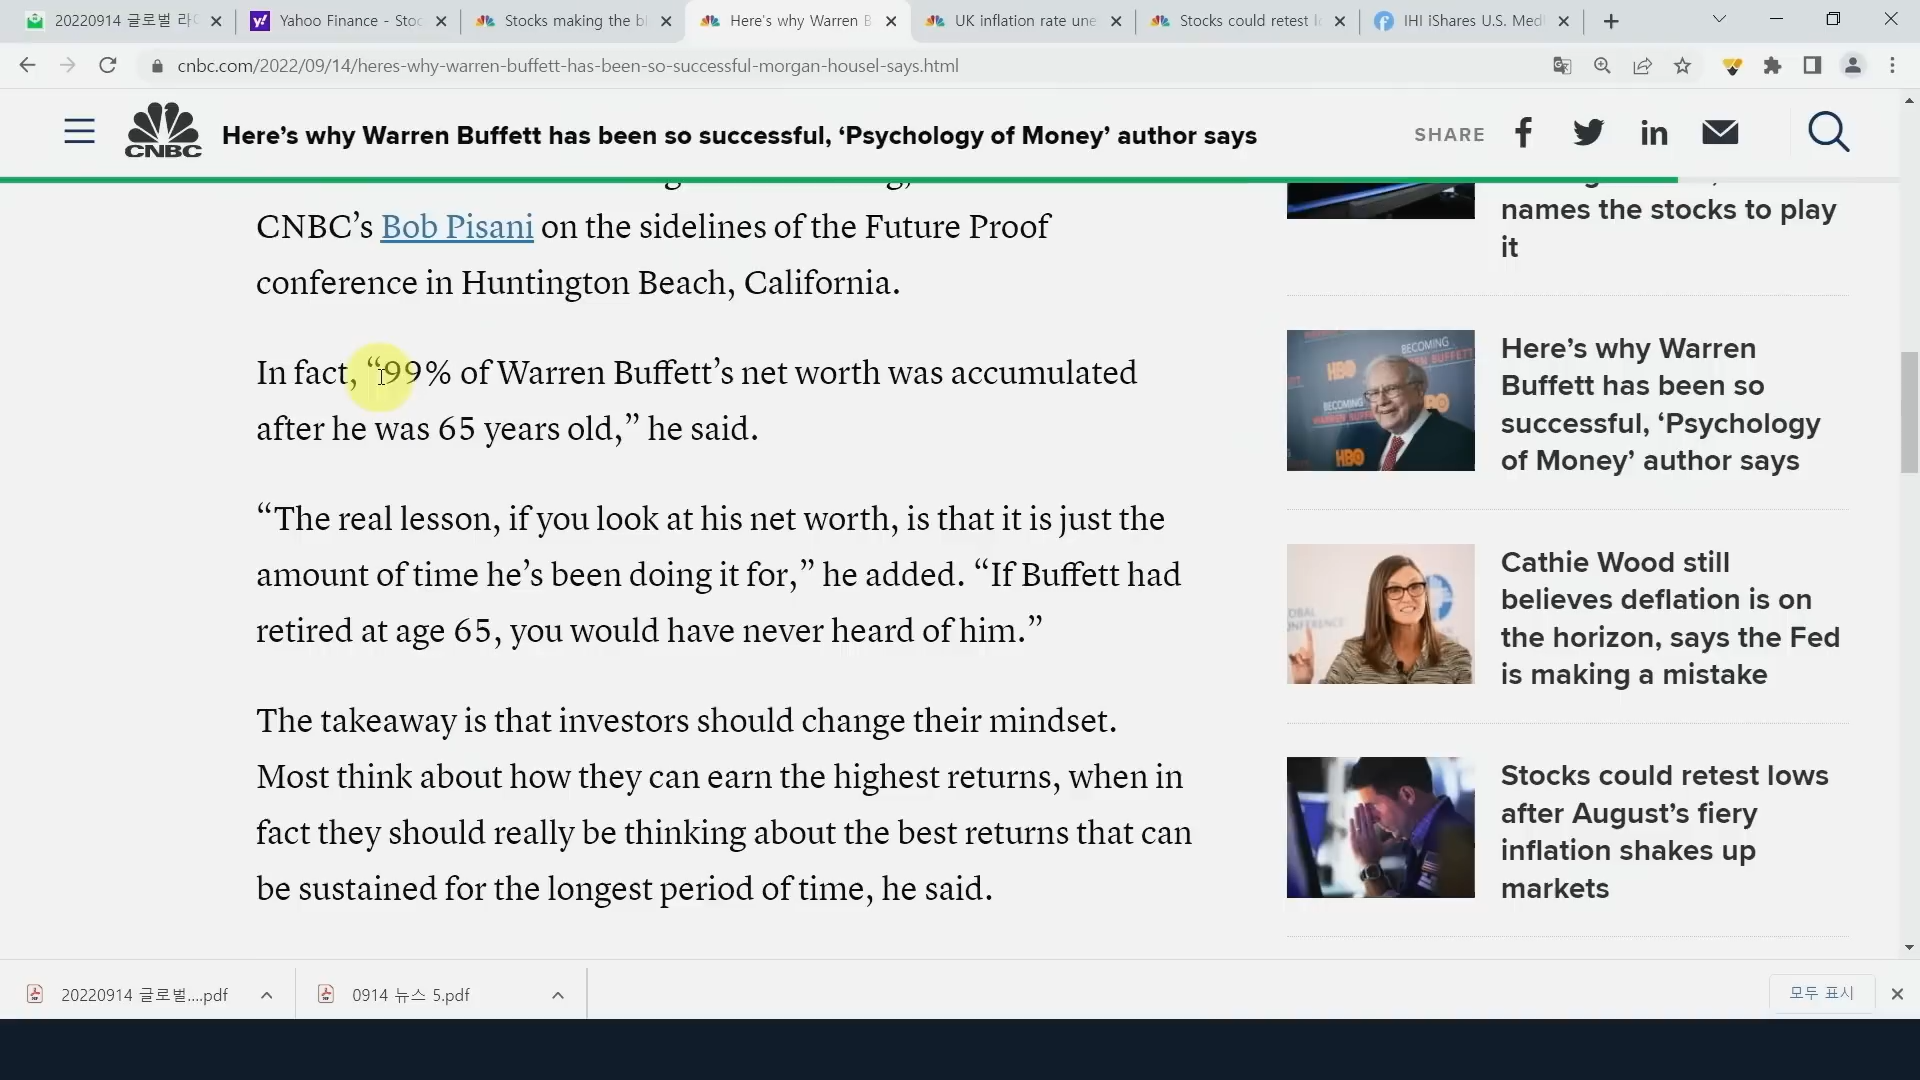 20220914 글로벌 라
Yahoo Finance - Stoc
Stocks making the bi
Here's why Warren B
UK inflation rate une
Stocks could retest lo
IHI iShares U.S. Med
cnbc.com/2022/09/14/heres-why-warren-buffett-has-been-so-successful-morgan-housel-says.html
CNBC
Here’s why Warren Buffett has been so successful, ‘Psychology of Money’ author says
SHARE
CNBC’s Bob Pisani on the sidelines of the Future Proof
conference in Huntington Beach, California.
In fact, “99% of Warren Buffett’s net worth was accumulated
after he was 65 years old,” he said.
“The real lesson, if you look at his net worth, is that it is just the
amount of time he’s been doing it for,” he added. “If Buffett had
retired at age 65, you would have never heard of him.”
The takeaway is that investors should change their mindset.
Most think about how they can earn the highest returns, when in
fact they should really be thinking about the best returns that can
be sustained for the longest period of time, he said.
names the stocks to play
it
BECOMING
WARREN BUFFETT
HBO
BECOMING
HBO
HBO
Here’s why Warren
Buffett has been so
successful, ‘Psychology
of Money’ author says
Cathie Wood still
believes deflation is on
the horizon, says the Fed
is making a mistake
Stocks could retest lows
after August’s fiery
inflation shakes up
markets
20220914 글로벌....pdf
0914 뉴스 5.pdf
모두 표시